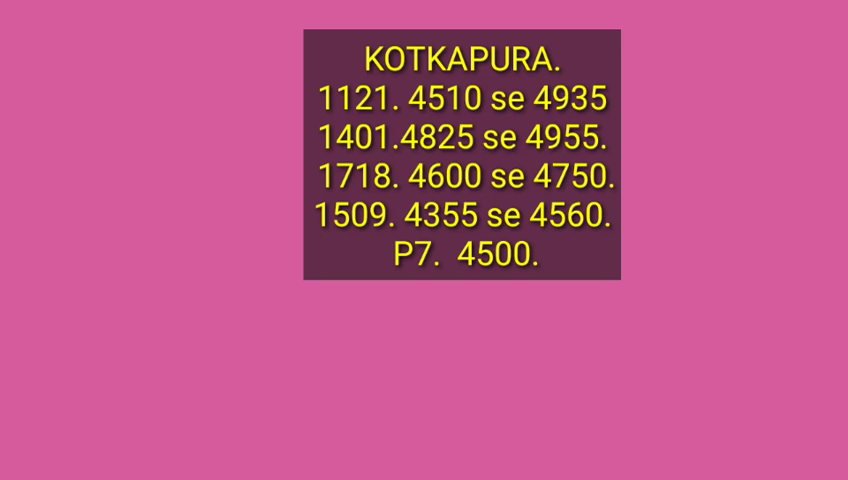 KOTKAPURA.
1121. 4510 se 4935
1401.4825 se 4955.
1718. 4600 se 4750.
1509. 4355 se 4560.
P7.  4500.